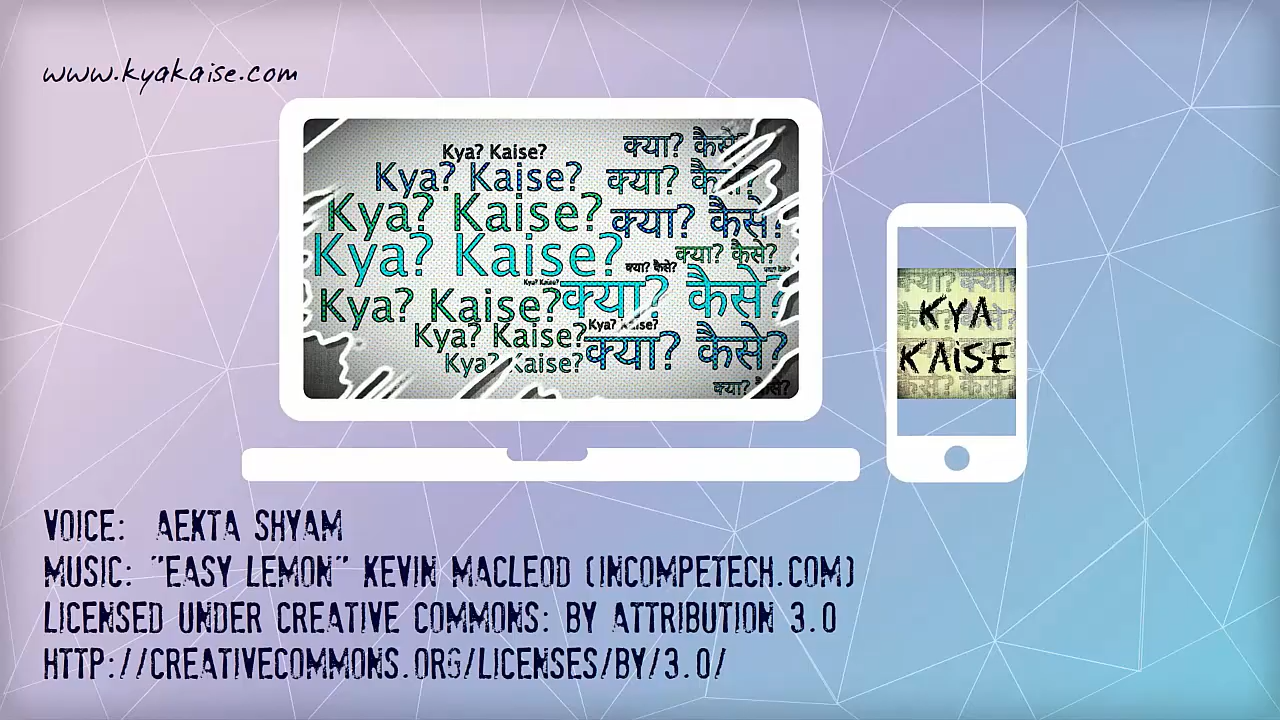 www.kyakaise.com
Kya? Kaise?
Kya? Kaise?
Kya? Kaise?
Kya? Kaise?
Kya? Kaise?
Kya? Kaise?
Kya? Kaise?
Kya? Kaise?
Kya? Kaise?
क्या? कैसे?
क्या? कैसे?
क्या? कैसे?
क्या? कैसे?
क्या? कैसे?
क्या? कैसे?
क्या? कैसे?
क्या? कैसे?
KYA
KAISE
VOICE: AEKTA SHYAM
MUSIC: "EASY LEMON" KEVIN MACLEOD (INCOMPETECH.COM)
LICENSED UNDER CREATIVE COMMONS: BY ATTRIBUTION 3.0
HTTP://CREATIVECOMMONS.ORG/LICENSES/BY/3.0/